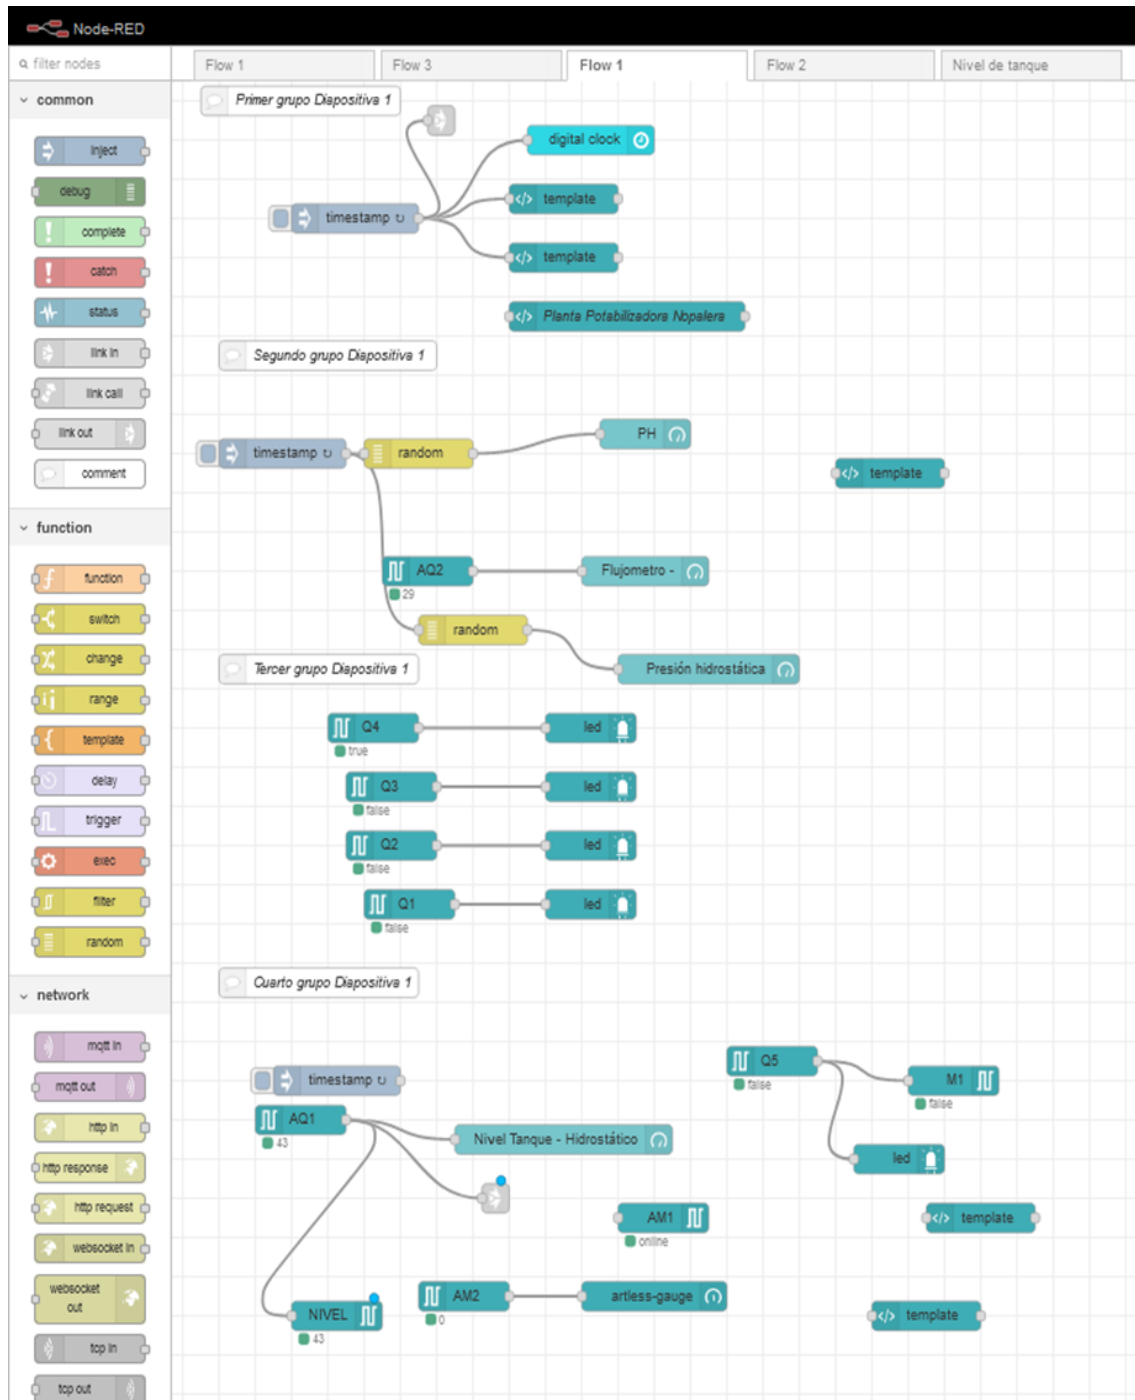 Node-RED
filter nodes
Flow 1
Flow 3
Flow 1
Flow 2
Nivel de tanque
common
inject
debug
complete
catch
status
link in
link call
link out
comment
function
function
switch
change
range
template
delay
trigger
exec
filter
random
network
mqtt in
mqtt out
http in
http response
http request
websocket in
websocket
out
tcp in
tcp out
Primer grupo Diapositiva 1
digital clock
template
timestamp ↻
template
Planta Potabilizadora Nopalera
Segundo grupo Diapositiva 1
PH
timestamp ↻
random
template
AQ2
Flujometro -
29
random
Tercer grupo Diapositiva 1
Presión hidrostática
Q4
led
true
Q3
led
false
Q2
led
false
Q1
led
false
Cuarto grupo Diapositiva 1
Q5
false
timestamp ↻
M1
false
AQ1
43
Nivel Tanque - Hidrostático
led
AM1
online
template
AM2
0
artless-gauge
NIVEL
43
template